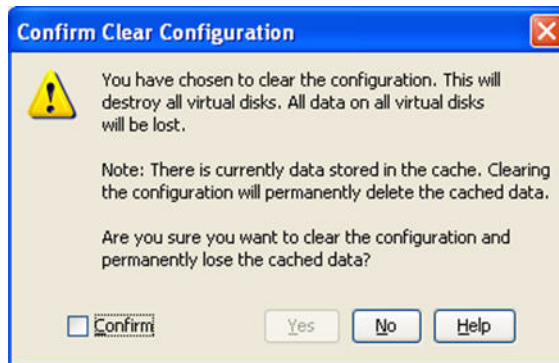 Confirm Clear Configuration
You have chosen to clear the configuration. This will
destroy all virtual disks. All data on all virtual disks
will be lost.
Note: There is currently data stored in the cache. Clearing
the configuration will permanently delete the cached data.
Are you sure you want to clear the configuration and
permanently lose the cached data?
Confirm Yes No Help